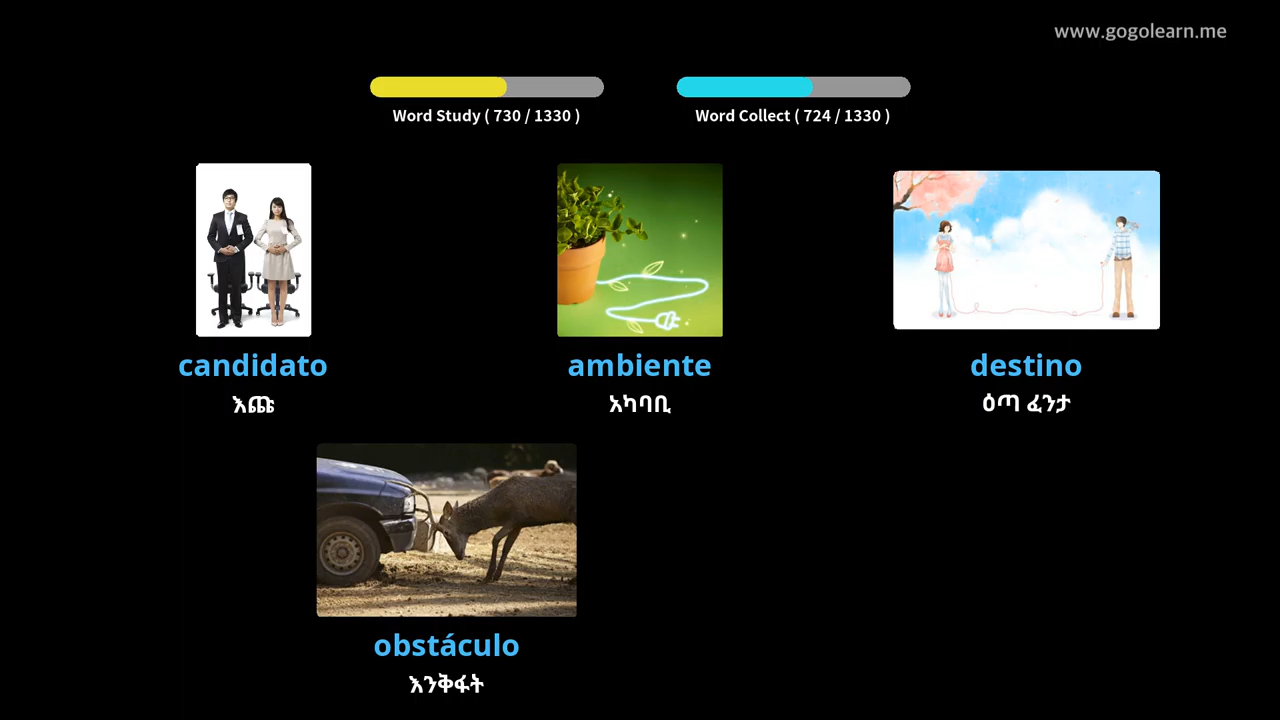 www.gogolearn.me
Word Study ( 730 / 1330 )
Word Collect ( 724 / 1330 )
candidato
እጩ
ambiente
አካባቢ
destino
ዕጣ ፈንታ
obstáculo
እንቅፋት